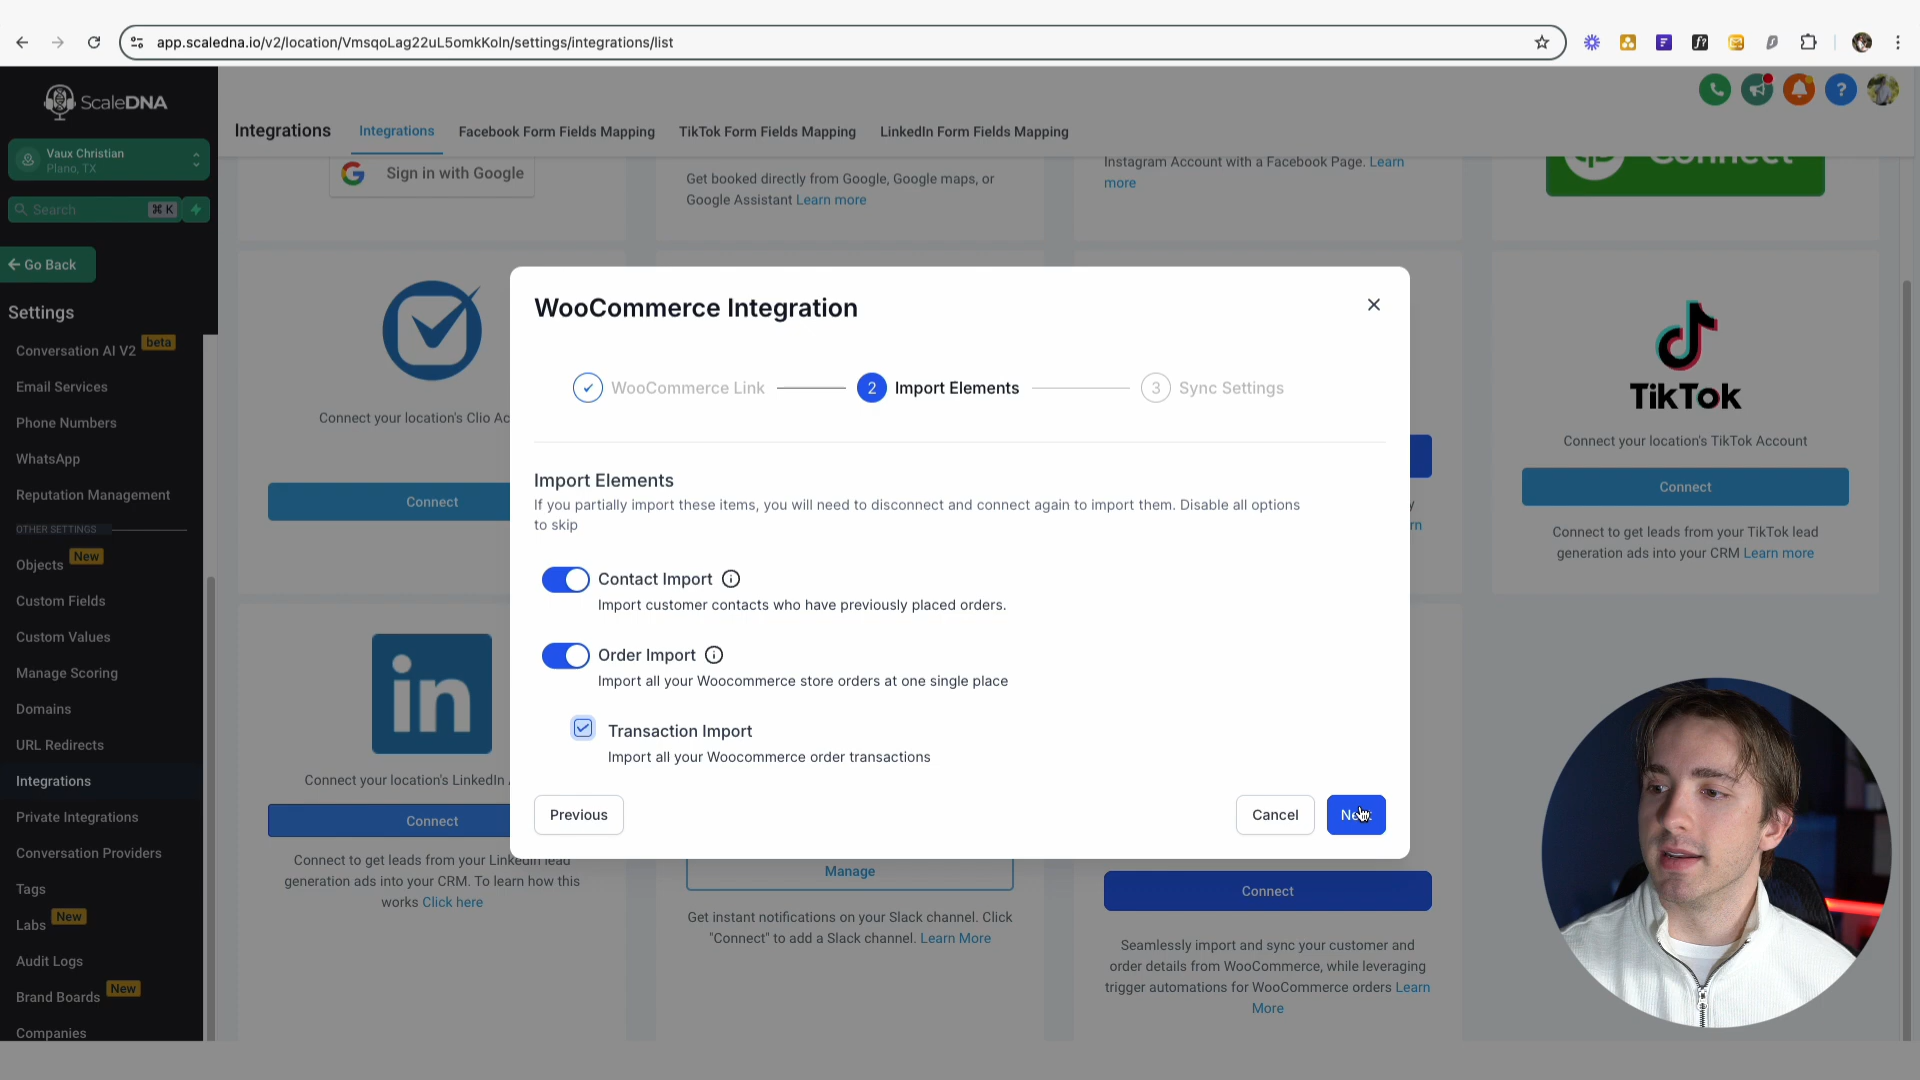 app.scaledna.io/v2/location/VmsqoLag22uL5omkKoln/settings/integrations/list
ScaleDNA
Vaux Christian
Plano, TX
Search
⌘ K
Go Back
Settings
Conversation AI V2
beta
Email Services
Phone Numbers
WhatsApp
Reputation Management
OTHER SETTINGS
Objects
New
Custom Fields
Custom Values
Manage Scoring
Domains
URL Redirects
Integrations
Private Integrations
Conversation Providers
Tags
Labs
New
Audit Logs
Brand Boards
New
Companies
Integrations
Integrations
Facebook Form Fields Mapping
TikTok Form Fields Mapping
LinkedIn Form Fields Mapping
Sign in with Google
Get booked directly from Google, Google maps, or
Google Assistant Learn more
Instagram Account with a Facebook Page. Learn
more
Connect
Connect your location's Clio
Connect
WooCommerce Integration
WooCommerce Link
2
Import Elements
3
Sync Settings
Import Elements
If you partially import these items, you will need to disconnect and connect again to import them. Disable all options
to skip
Contact Import
Import customer contacts who have previously placed orders.
Order Import
Import all your Woocommerce store orders at one single place
Transaction Import
Import all your Woocommerce order transactions
Previous
Cancel
TikTok
Connect your location's TikTok Account
Connect
Connect to get leads from your TikTok lead
generation ads into your CRM Learn more
in
Connect your location's LinkedIn
Connect
Connect to get leads from your LinkedIn lead
generation ads into your CRM. To learn how this
works Click here
Manage
Get instant notifications on your Slack channel. Click
"Connect" to add a Slack channel. Learn More
Connect
Seamlessly import and sync your customer and
order details from WooCommerce, while leveraging
trigger automations for WooCommerce orders Learn
More